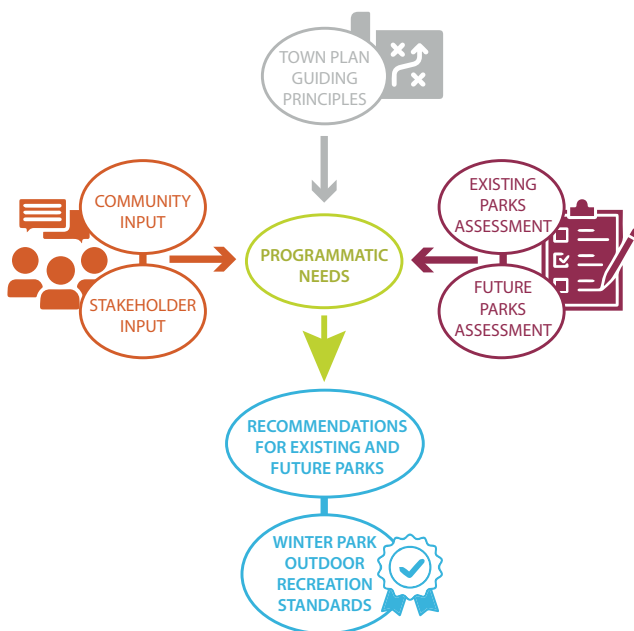 TOWN PLAN
GUIDING
PRINCIPLES
COMMUNITY
INPUT
STAKEHOLDER
INPUT
PROGRAMMATIC
NEEDS
EXISTING
PARKS
ASSESSMENT
FUTURE
PARKS
ASSESSMENT
RECOMMENDATIONS
FOR EXISTING AND
FUTURE PARKS
WINTER PARK
OUTDOOR
RECREATION
STANDARDS